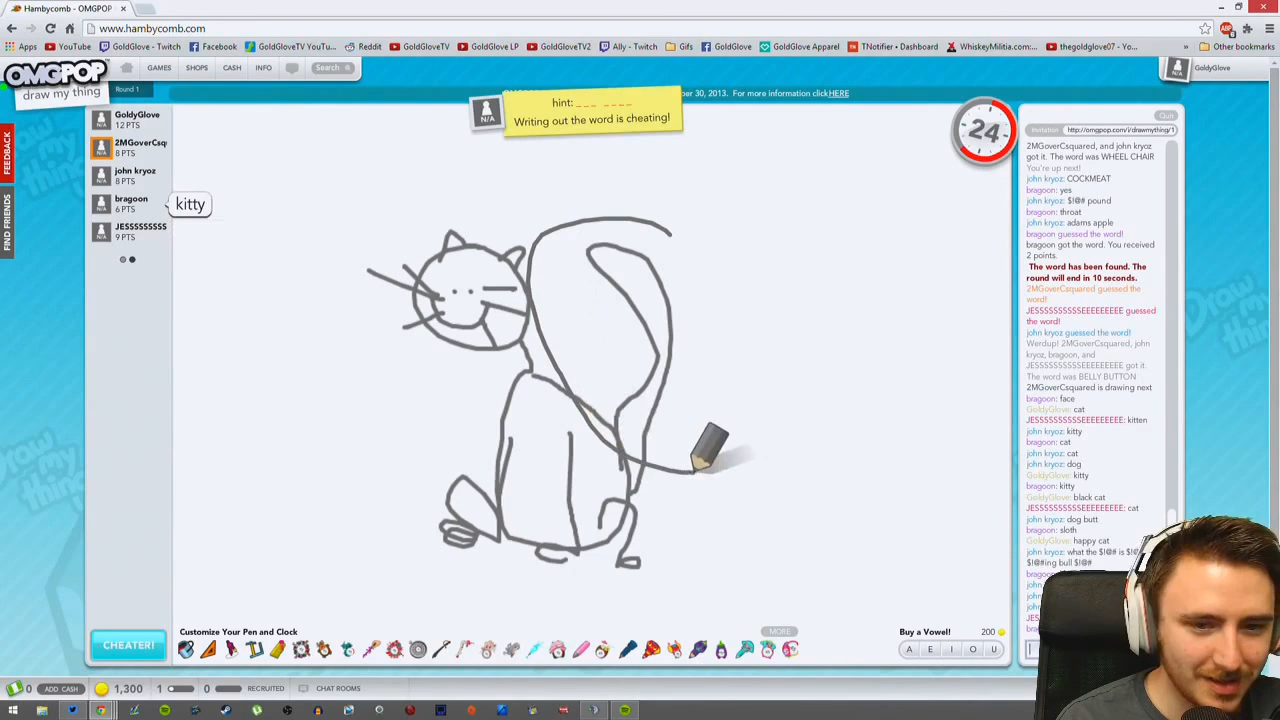 Hambycomb - OMGPOP
www.hambycomb.com
Apps
YouTube
GoldGlove - Twitch
Facebook
GoldGloveTV YouTu...
Reddit
GoldGloveTV
GoldGlove LP
GoldGloveTV2
Ally - Twitch
Gifs
GoldGlove
GoldGlove Apparel
TNotifier • Dashboard
WhiskeyMilitia.com:...
thegoldglove07 - Yo...
Other bookmarks
OMGPOP
GAMES
SHOPS
CASH
INFO
Search
GoldyGlove
draw my thing
Round 1
ber 30, 2013. For more information click HERE
hint: _ _ _ _ _ _ _
Writing out the word is cheating!
24
FEEDBACK
FIND FRIENDS
GoldyGlove
12 PTS
2MGoverCsq
8 PTS
john kryoz
8 PTS
bragoon
6 PTS
kitty
JESSSSSSSSS
9 PTS
Quit
Invitation
http://omgpop.com/i/drawmything/1
2MGoverCsquared, and john kryoz
got it. The word was WHEEL CHAIR
You're up next!
john kryoz: COCKMEAT
bragoon: yes
john kryoz: $!@# pound
bragoon: throat
john kryoz: adams apple
bragoon guessed the word!
bragoon got the word. You received
2 points.
The word has been found. The
round will end in 10 seconds.
2MGoverCsquared guessed the
word!
JESSSSSSSSSEEEEEEEEE guessed
the word!
john kryoz guessed the word!
Werdup! 2MGoverCsquared, john
kryoz, bragoon, and
JESSSSSSSSSEEEEEEEEE got it.
The word was BELLY BUTTON
2MGoverCsquared is drawing next
bragoon: face
GoldyGlove: cat
JESSSSSSSSSEEEEEEEEE: kitten
john kryoz: kitty
bragoon: cat
john kryoz: cat
john kryoz: dog
GoldyGlove: kitty
bragoon: kitty
GoldyGlove: black cat
JESSSSSSSSSEEEEEEEEE: cat
john kryoz: dog butt
bragoon: sloth
GoldyGlove: happy cat
john kryoz: what the $!@# is $!@
$!@#ing bull $!@#
CHEATER!
Customize Your Pen and Clock
MORE
Buy a Vowel!
200
A E I O U
0
ADD CASH
1,300
1
0
RECRUITED
CHAT ROOMS